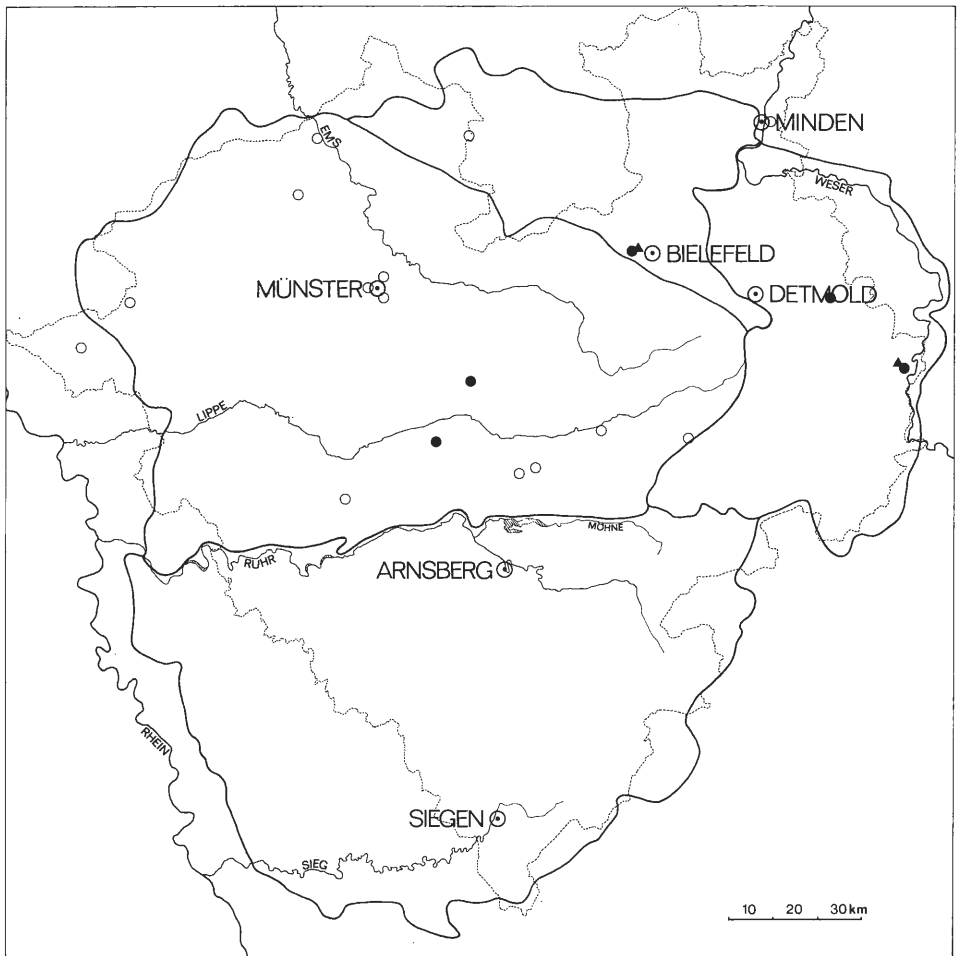 EMS
MINDEN
WESER
BIELEFELD
MÜNSTER
DETMOLD
LIPPE
MÖHNE
RUHR
ARNSBERG
RHEIN
SIEGEN
SIEG
10 20 30 km